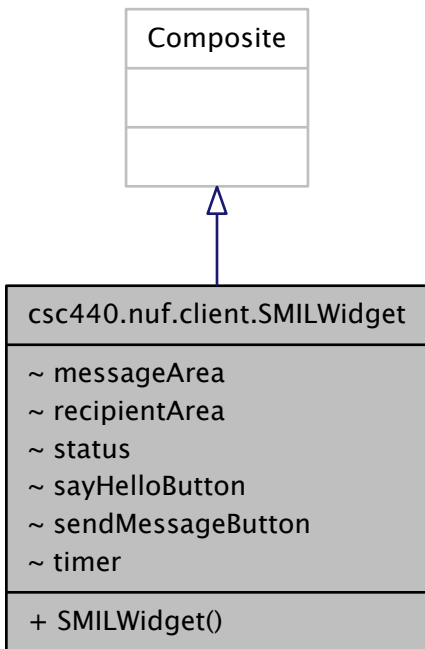 Composite
csc440.nuf.client.SMILWidget
~ messageArea
~ recipientArea
~ status
~ sayHelloButton
~ sendMessageButton
~ timer
+ SMILWidget()